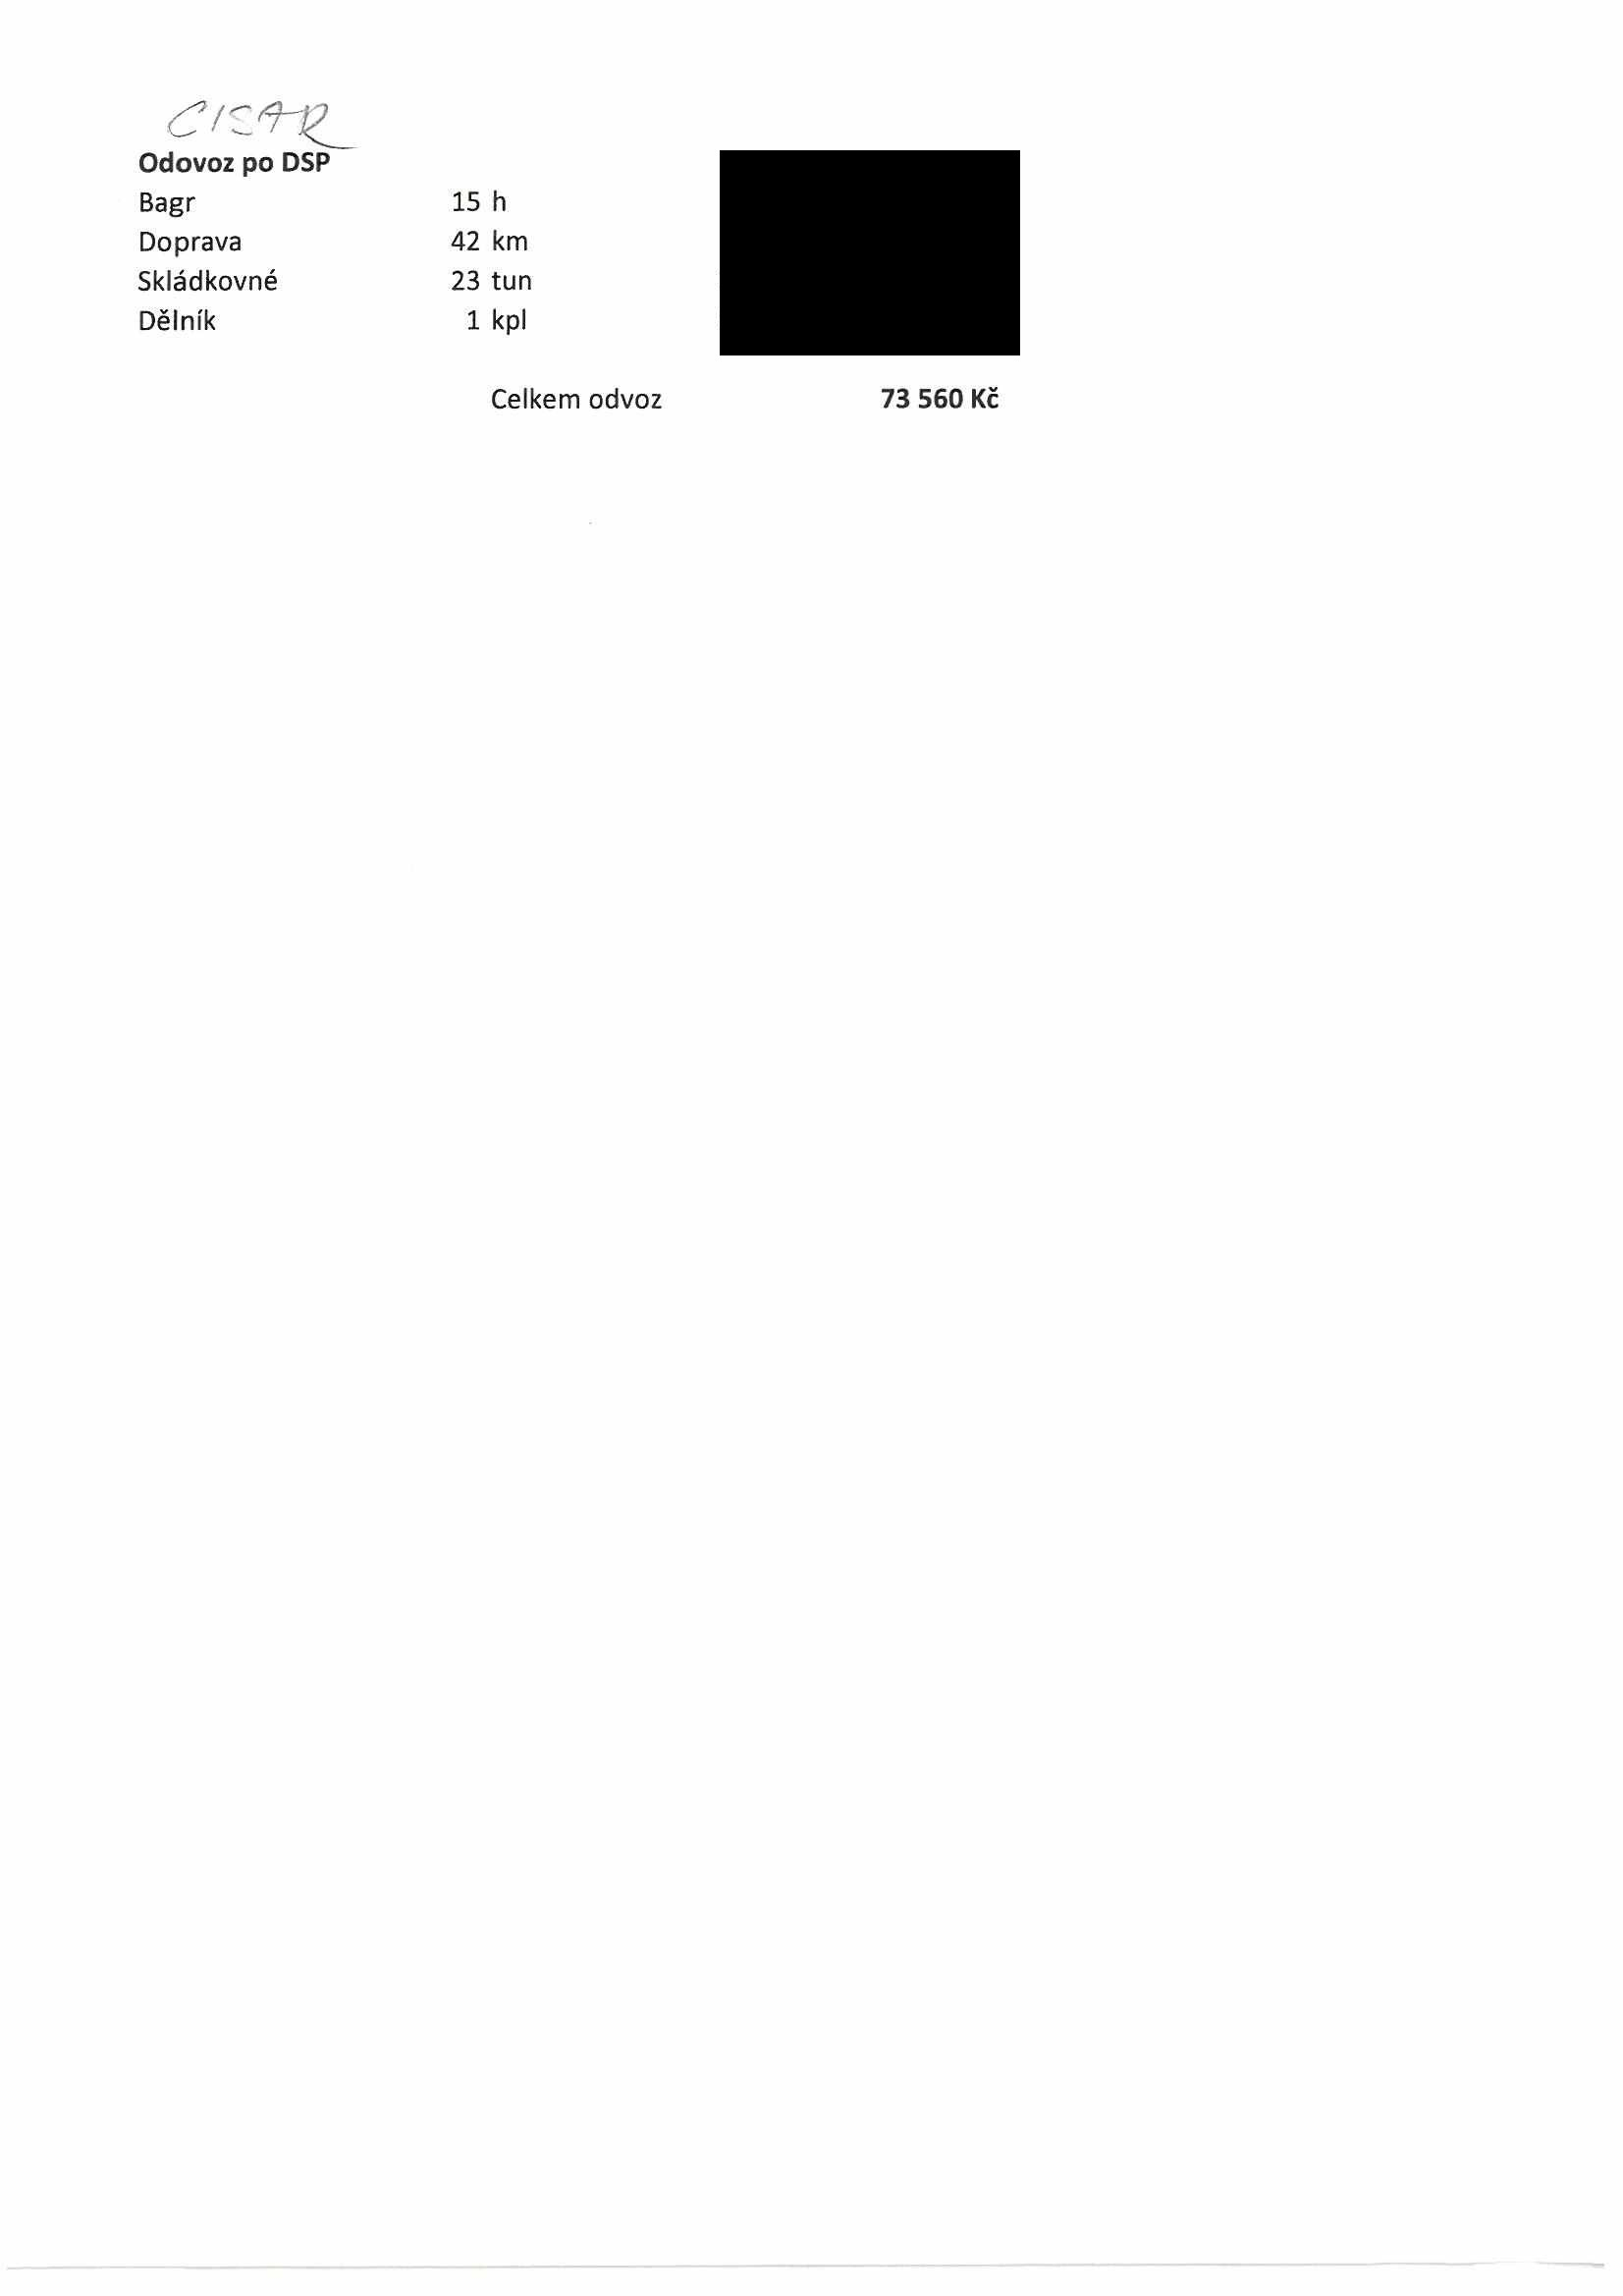 CISAR
Odovoz po DSP
Bagr 15 h
Doprava 42 km
Skládkovné 23 tun
Dělník 1 kpl
Celkem odvoz 73 560 Kč